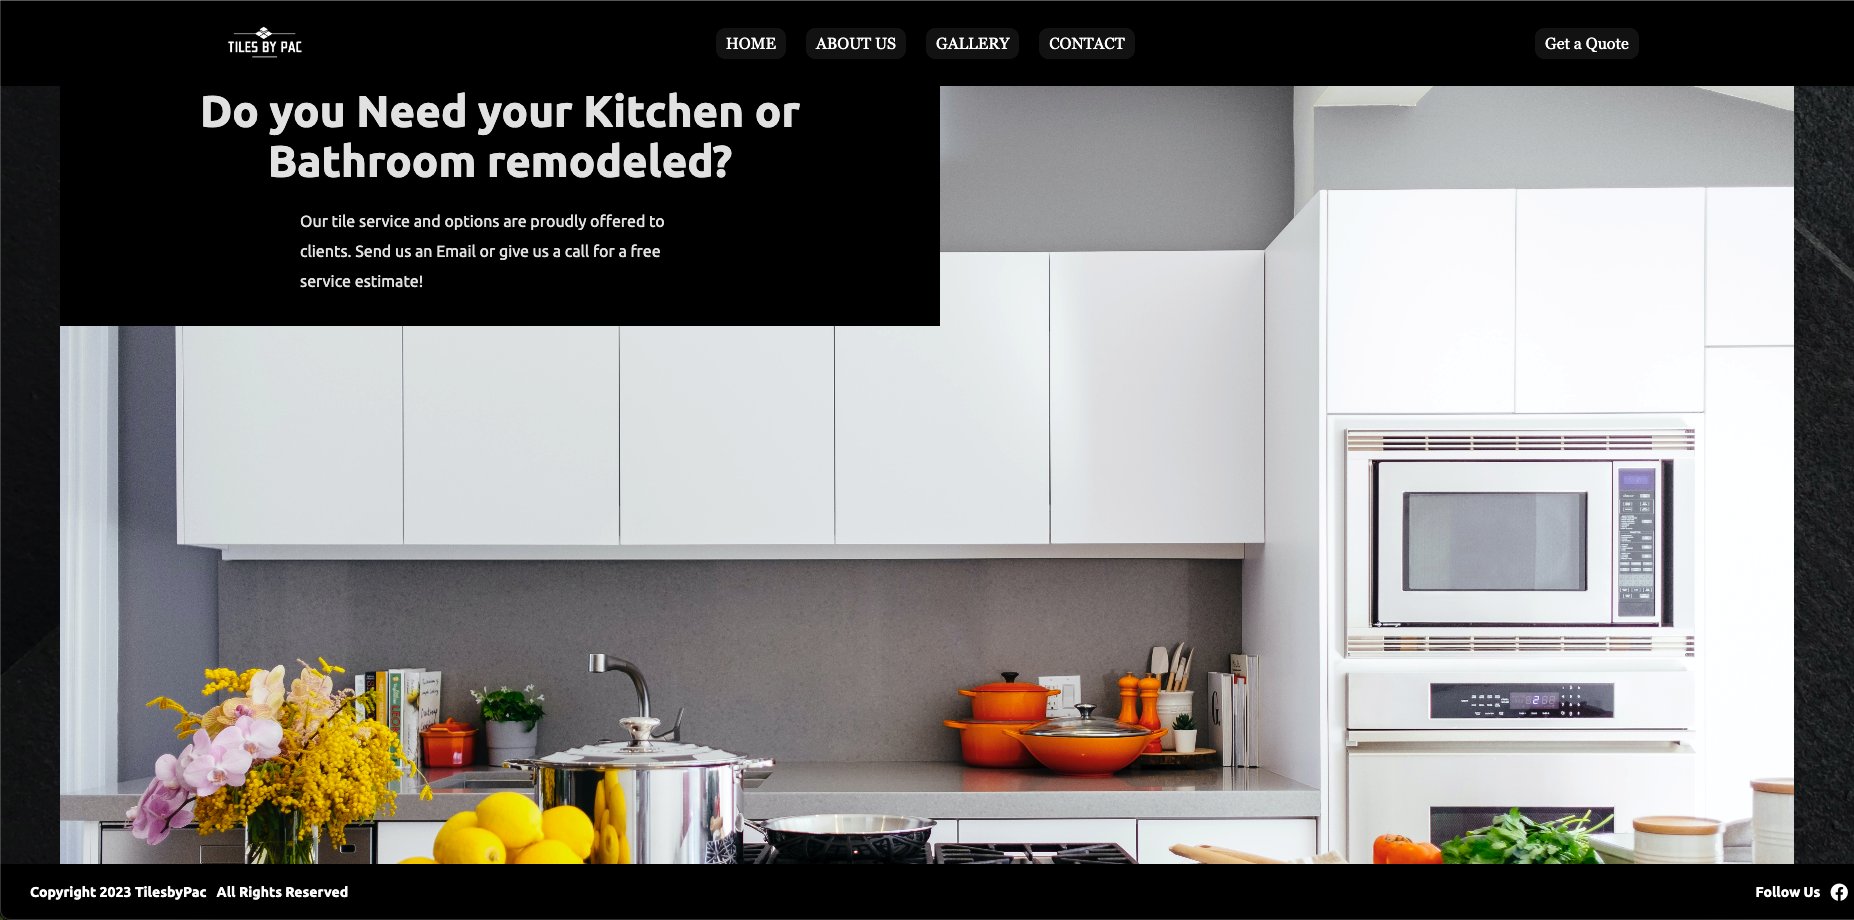 TILES BY PAC
HOME
ABOUT US
GALLERY
CONTACT
Get a Quote
Do you Need your Kitchen or
Bathroom remodeled?
Our tile service and options are proudly offered to
clients. Send us an Email or give us a call for a free
service estimate!
Copyright 2023 TilesbyPac All Rights Reserved
Follow Us